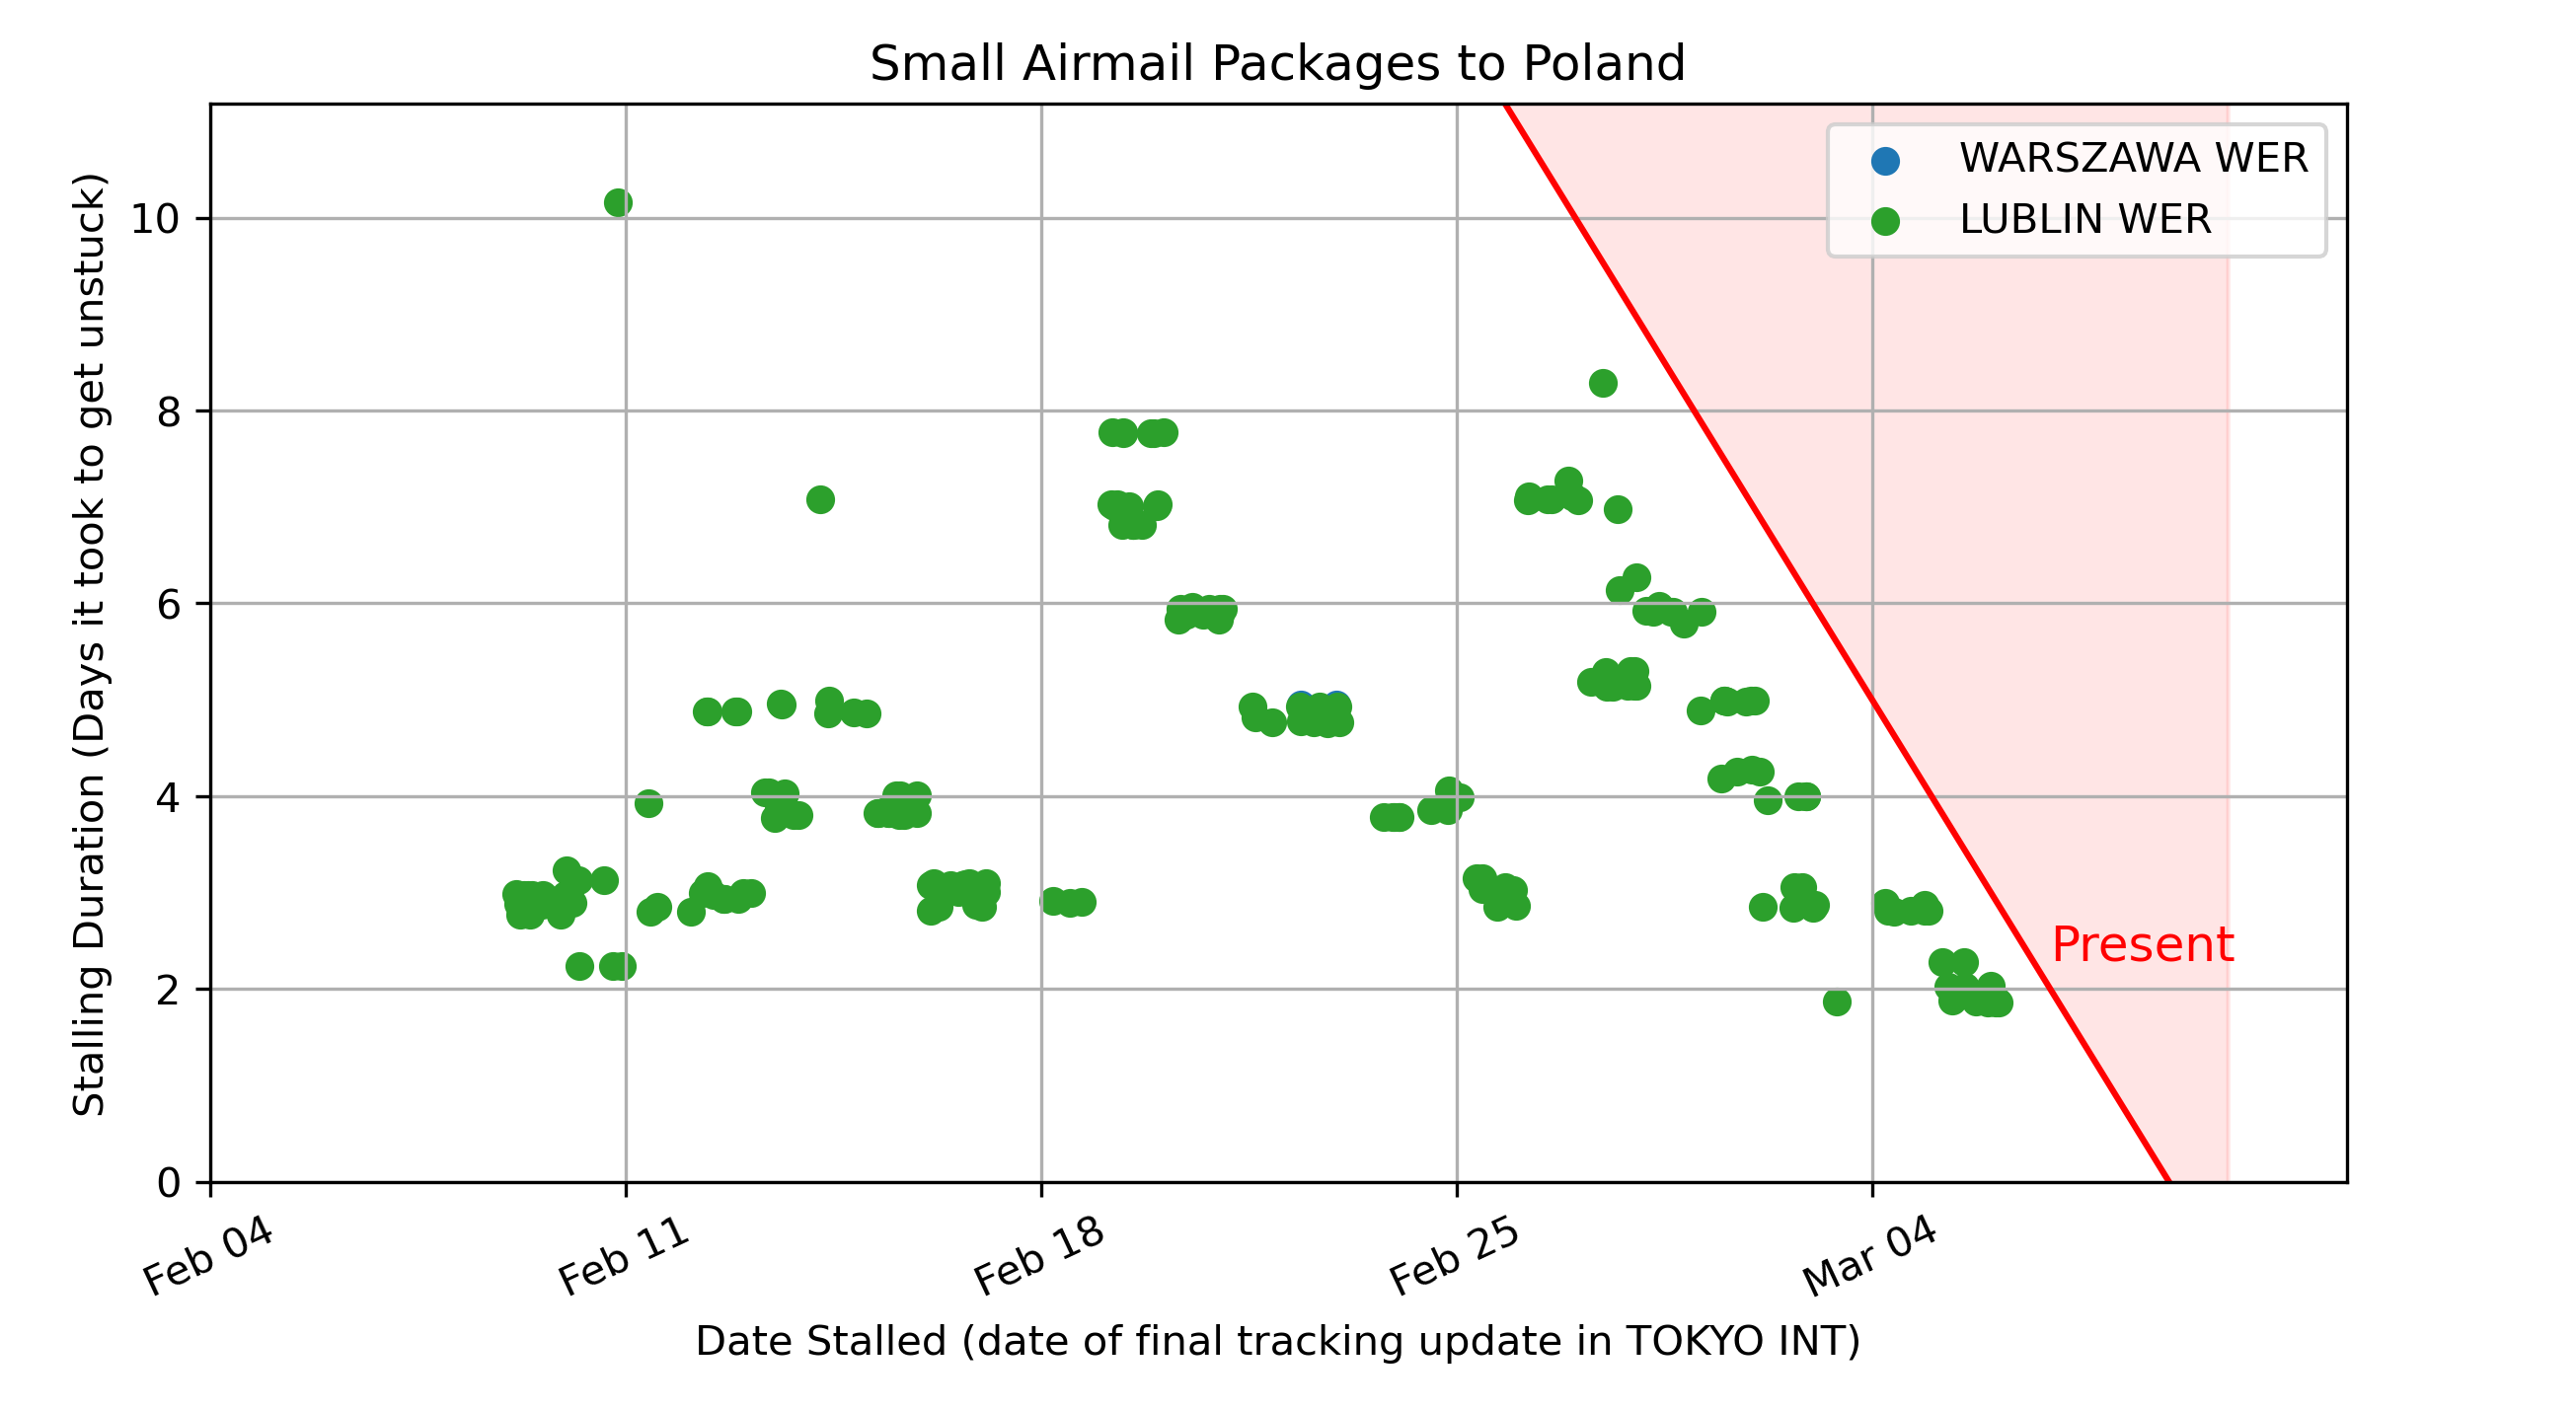 Small Airmail Packages to Poland
WARSZAWA WER
LUBLIN WER
Stalling Duration (Days it took to get unstuck)
10
8
6
4
2
0
Present
Feb 04
Feb 11
Feb 18
Feb 25
Mar 04
Date Stalled (date of final tracking update in TOKYO INT)